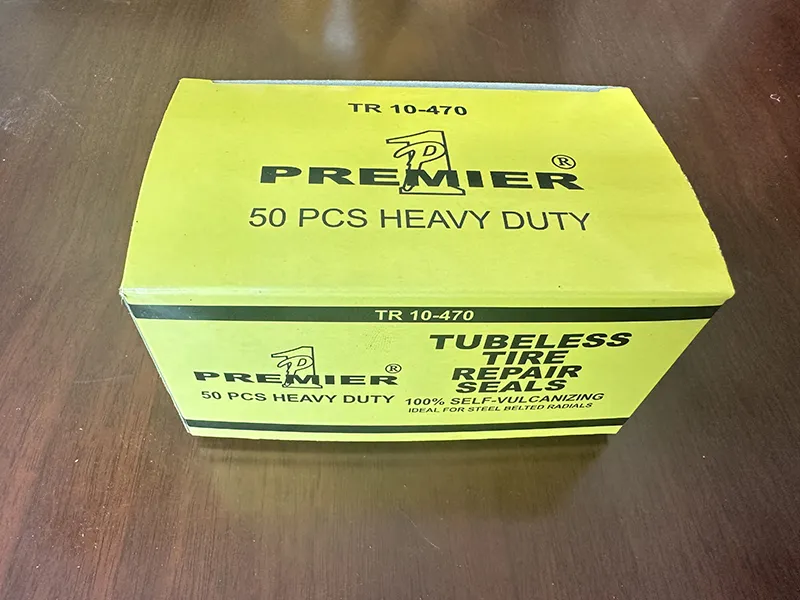 TR 10-470
PREMIER®
50 PCS HEAVY DUTY
TR 10-470
PREMIER®
50 PCS HEAVY DUTY
TUBELESS
TIRE
REPAIR
SEALS
100% SELF-VULCANIZING
IDEAL FOR STEEL BELTED RADIALS